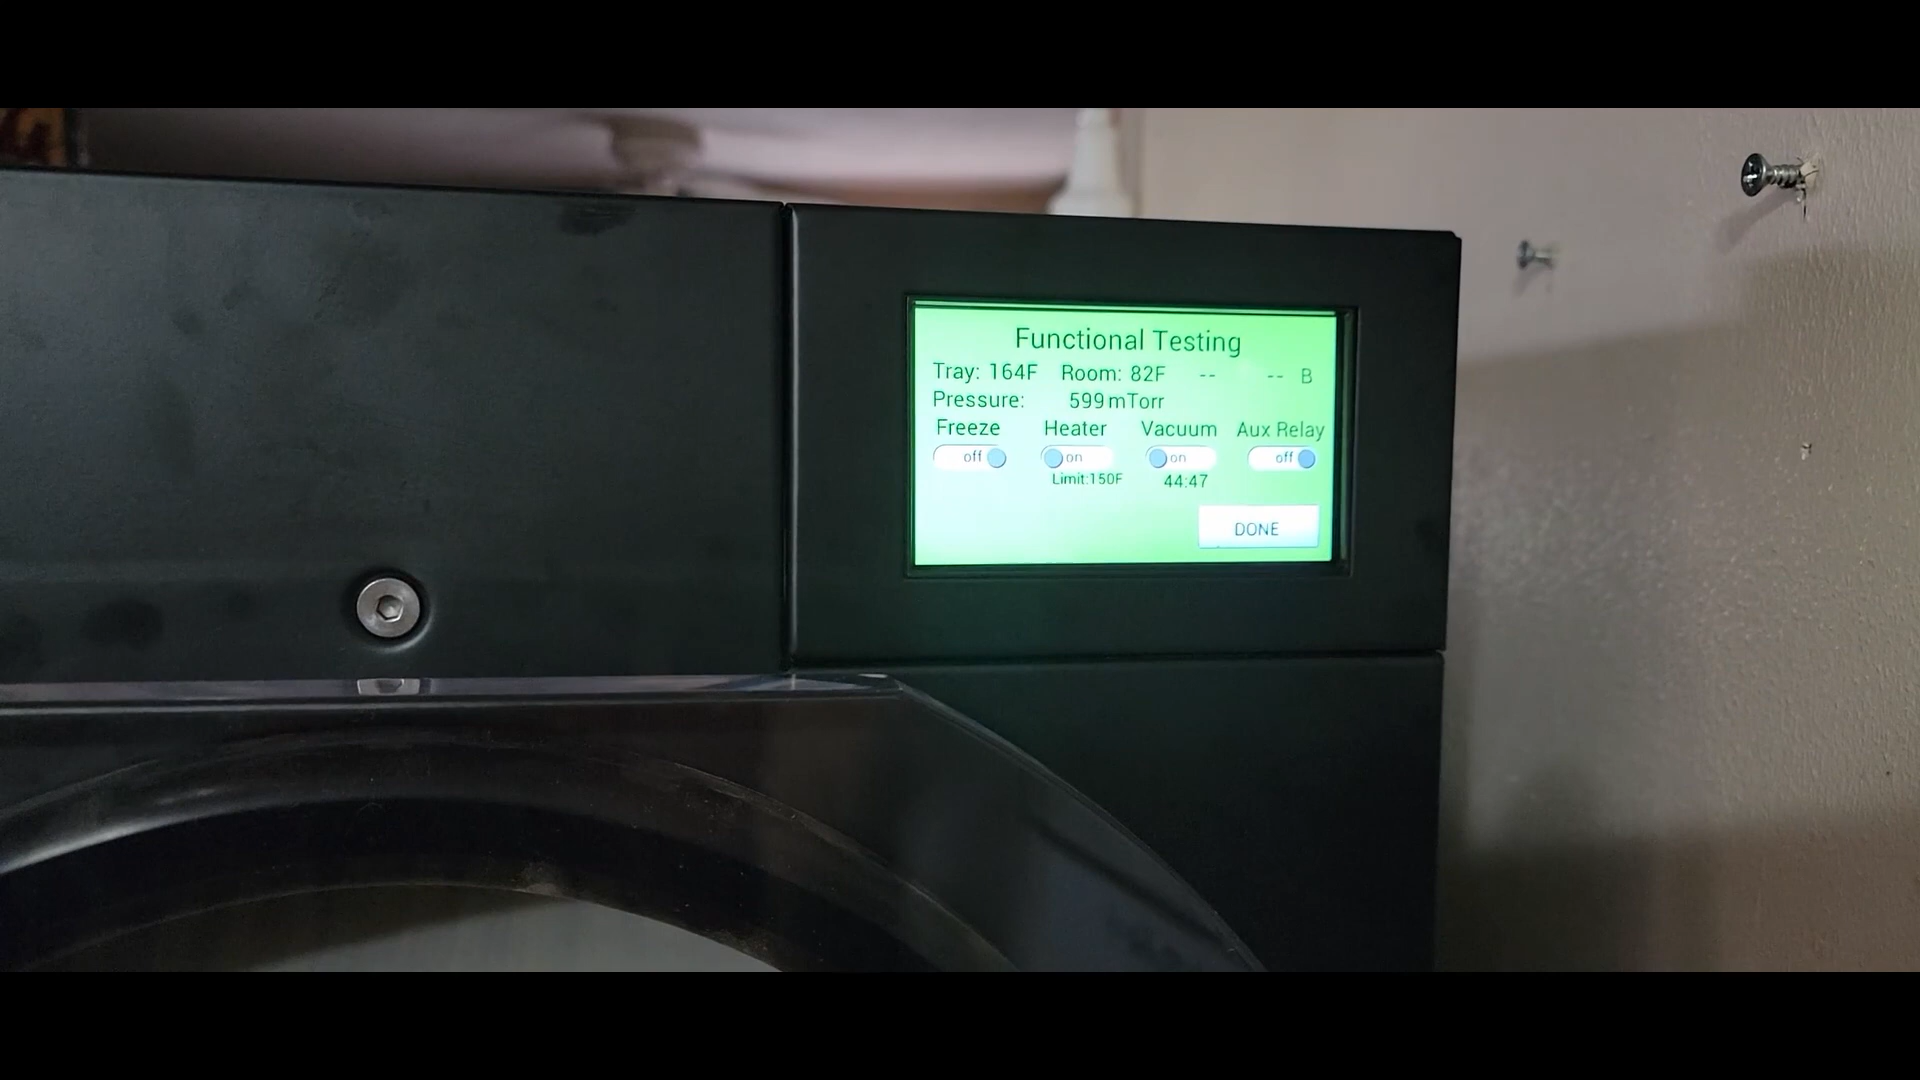 Functional Testing
Tray: 164F Room: 82F -- -- B
Pressure: 599 mTorr
Freeze Heater Vacuum Aux Relay
off on on off
Limit:150F 44:47
DONE